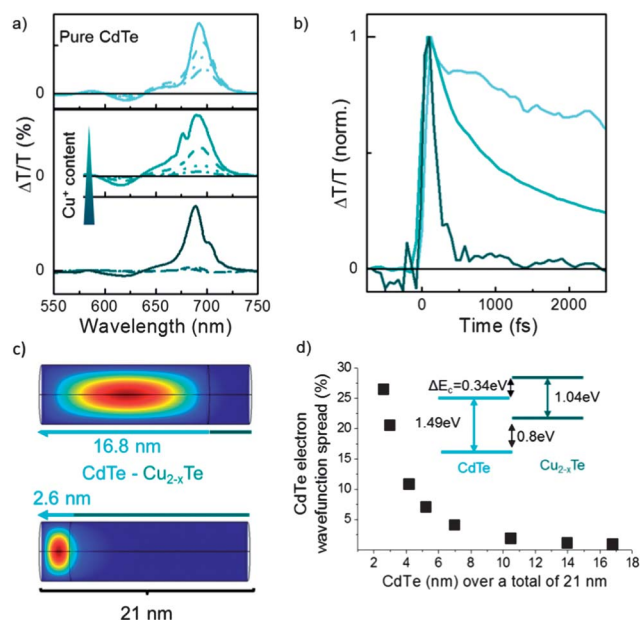 a)
Pure CdTe
0
ΔT/T (%)
Cu⁺ content
0
0
550 600 650 700 750
Wavelength (nm)
b)
ΔT/T (norm.)
1
0
0 1000 2000
Time (fs)
c)
16.8 nm
CdTe - Cu₂₋ₓTe
2.6 nm
21 nm
d)
CdTe electron
wavefunction spread (%)
30
25
20
15
10
5
ΔE_c=0.34eV
1.04eV
1.49eV
0.8eV
CdTe
Cu₂₋ₓTe
2 4 6 8 10 12 14 16 18
CdTe (nm) over a total of 21 nm